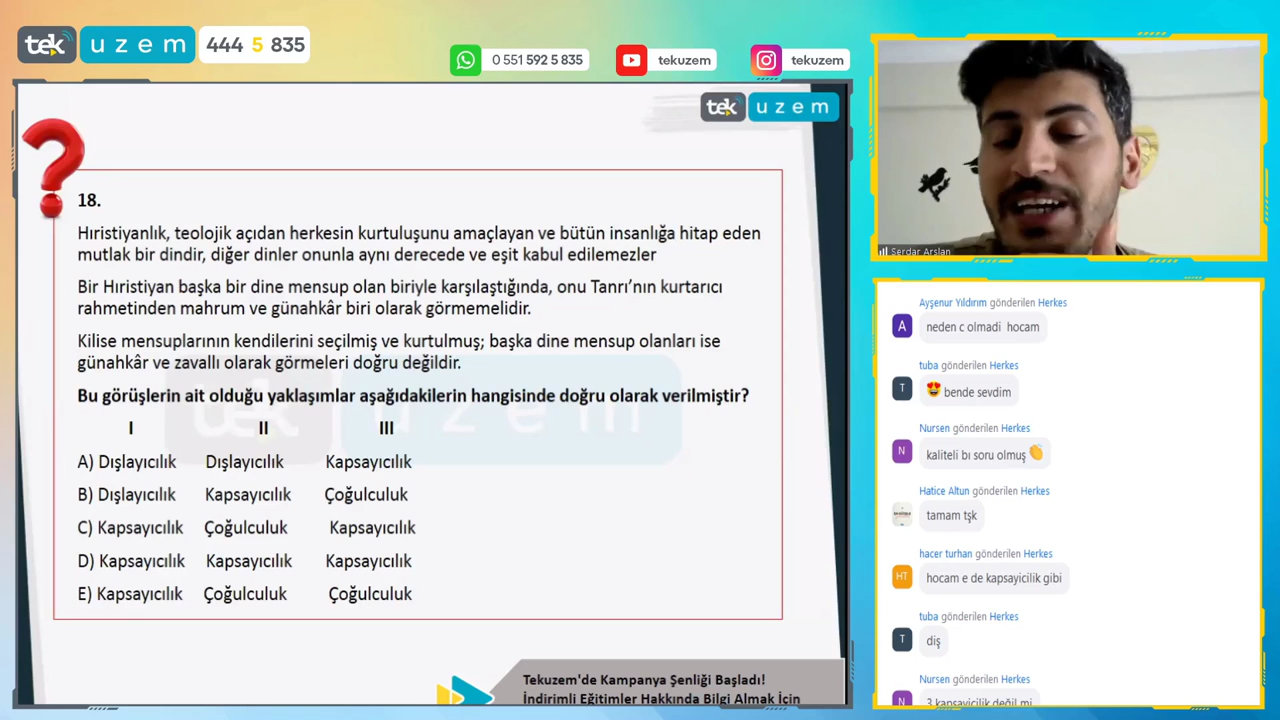 tek uzem 444 5 835
0 551 592 5 835
tekuzem
tekuzem
tek uzem
18.
Hıristiyanlık, teolojik açıdan herkesin kurtuluşunu amaçlayan ve bütün insanlığa hitap eden
mutlak bir dindir, diğer dinler onunla aynı derecede ve eşit kabul edilemezler
Bir Hıristiyan başka bir dine mensup olan biriyle karşılaştığında, onu Tanrı’nın kurtarıcı
rahmetinden mahrum ve günahkâr biri olarak görmemelidir.
Kilise mensuplarının kendilerini seçilmiş ve kurtulmuş; başka dine mensup olanları ise
günahkâr ve zavallı olarak görmeleri doğru değildir.
Bu görüşlerin ait olduğu yaklaşımlar aşağıdakilerin hangisinde doğru olarak verilmiştir?
I II III
A) Dışlayıcılık Dışlayıcılık Kapsayıcılık
B) Dışlayıcılık Kapsayıcılık Çoğulculuk
C) Kapsayıcılık Çoğulculuk Kapsayıcılık
D) Kapsayıcılık Kapsayıcılık Kapsayıcılık
E) Kapsayıcılık Çoğulculuk Çoğulculuk
Tekuzem'de Kampanya Şenliği Başladı!
İndirimli Eğitimler Hakkında Bilgi Almak İçin
Serdar Arslan
Ayşenur Yıldırım gönderilen Herkes
A neden c olmadi hocam
tuba gönderilen Herkes
T bende sevdim
Nursen gönderilen Herkes
N kaliteli bı soru olmuş
Hatice Altun gönderilen Herkes
tamam tşk
hacer turhan gönderilen Herkes
HT hocam e de kapsayicilik gibi
tuba gönderilen Herkes
T diş
Nursen gönderilen Herkes
N 3 kapsayicilik değil mi